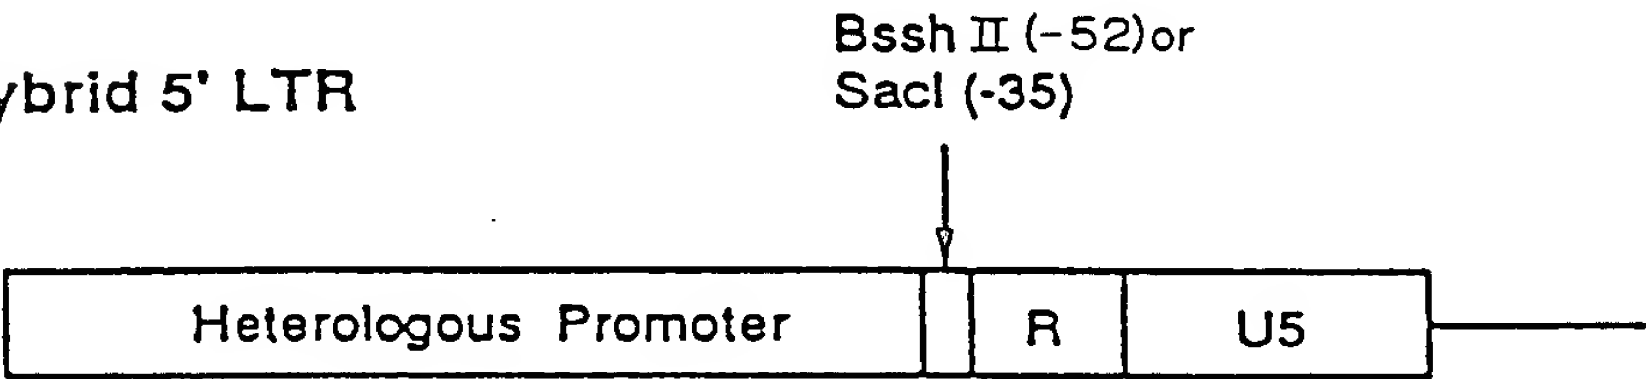 Bssh II (-52) or
ybrid 5' LTR
SacI (-35)
Heterologous Promoter
R
U5